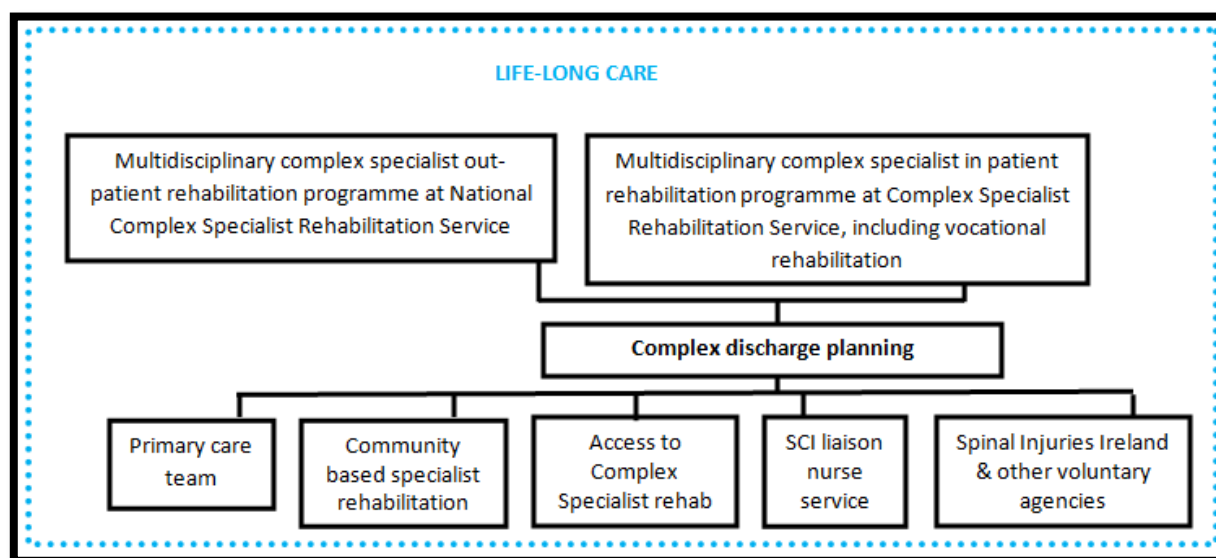 LIFE-LONG CARE
Multidisciplinary complex specialist out-
patient rehabilitation programme at National
Complex Specialist Rehabilitation Service
Multidisciplinary complex specialist in patient
rehabilitation programme at Complex Specialist
Rehabilitation Service, including vocational
rehabilitation
Complex discharge planning
Primary care
team
Community
based specialist
rehabilitation
Access to
Complex
Specialist rehab
SCI liaison
nurse
service
Spinal Injuries Ireland
& other voluntary
agencies